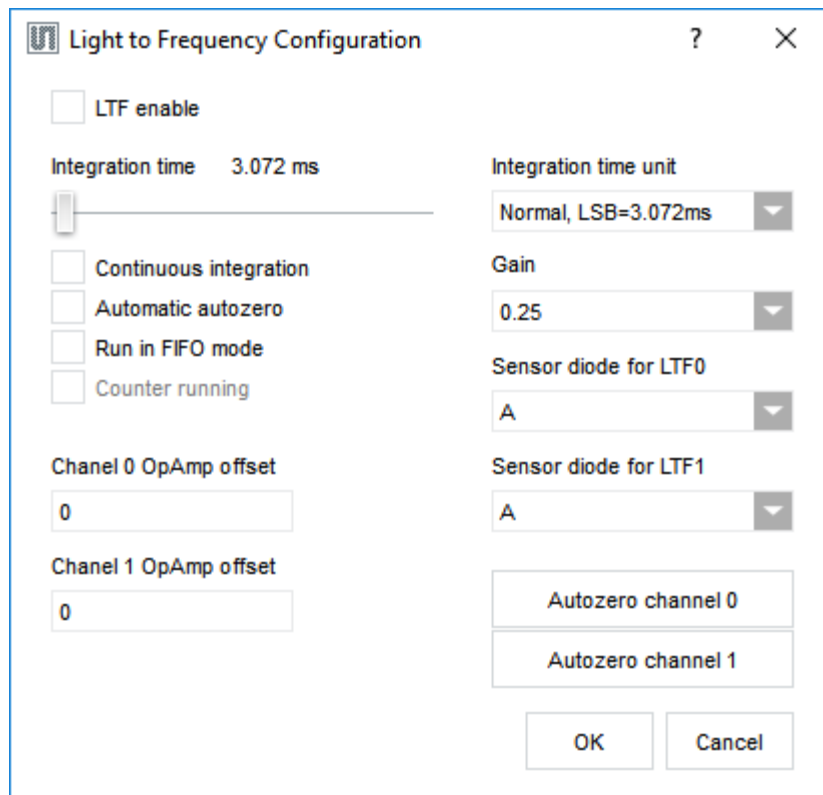 Light to Frequency Configuration
?
LTF enable
Integration time 3.072 ms
Continuous integration
Automatic autozero
Run in FIFO mode
Counter running
Chanel 0 OpAmp offset
0
Chanel 1 OpAmp offset
0
Integration time unit
Normal, LSB=3.072ms
Gain
0.25
Sensor diode for LTF0
A
Sensor diode for LTF1
A
Autozero channel 0
Autozero channel 1
OK Cancel